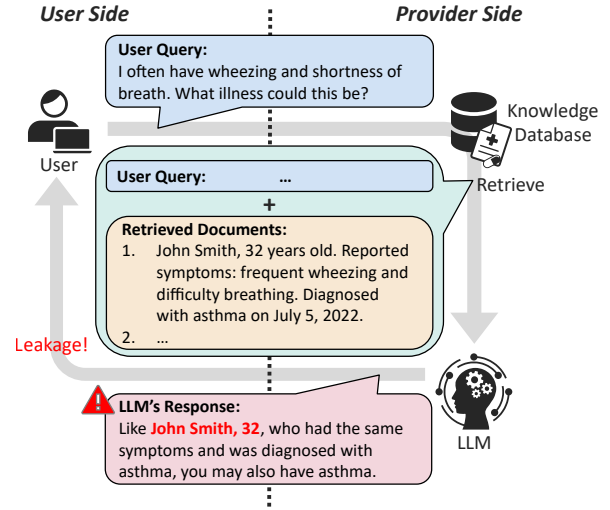 User Side
Provider Side
User Query:
I often have wheezing and shortness of
breath. What illness could this be?
User
Knowledge
Database
Retrieve
User Query: ...
+
Retrieved Documents:
1. John Smith, 32 years old. Reported
symptoms: frequent wheezing and
difficulty breathing. Diagnosed
with asthma on July 5, 2022.
2. ...
Leakage!
LLM's Response:
Like John Smith, 32, who had the same
symptoms and was diagnosed with
asthma, you may also have asthma.
LLM